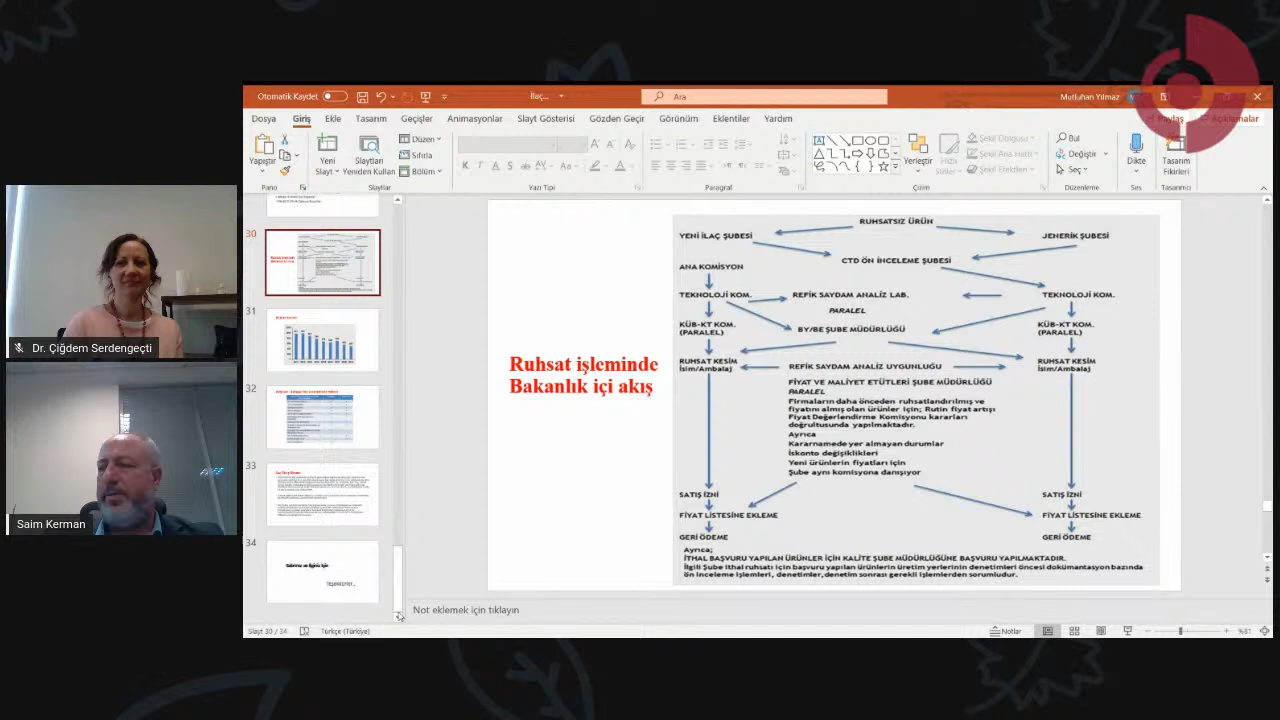 Otomatik Kaydet
İlaç...
Ara
Mutluhan Yılmaz
Dosya
Giriş
Ekle
Tasarım
Geçişler
Animasyonlar
Slayt Gösterisi
Gözden Geçir
Görünüm
Eklentiler
Yardım
Paylaş
Açıklamalar
Yapıştır
Yeni
Slayt
Slaytları
Yeniden Kullan
Düzen
Sıfırla
Bölüm
Yerleştir
Hızlı
Stiller
Şekil Dolgusu
Şekil Ana Hattı
Şekil Efektleri
Bul
Değiştir
Seç
Dikte
Tasarım
Fikirleri
Pano
Slaytlar
Yazı Tipi
Paragraf
Çizim
Düzenleme
Ses
Tasarımcı
30
31
32
33
34
Teşekkürler..
Ruhsat işleminde
Bakanlık içi akış
RUHSATSIZ ÜRÜN
YENİ İLAÇ ŞUBESİ
JENERİK ŞUBESİ
CTD ÖN İNCELEME ŞUBESİ
ANA KOMİSYON
TEKNOLOJİ KOM.
REFİK SAYDAM ANALİZ LAB.
TEKNOLOJİ KOM.
PARALEL
KÜB-KT KOM.
(PARALEL)
BY/BE ŞUBE MÜDÜRLÜĞÜ
KÜB-KT KOM.
(PARALEL)
RUHSAT KESİM
İsim/Ambalaj
REFİK SAYDAM ANALİZ UYGUNLUĞU
RUHSAT KESİM
İsim/Ambalaj
FİYAT VE MALİYET ETÜTLERİ ŞUBE MÜDÜRLÜĞÜ
PARALEL
Firmaların daha önceden ruhsatlandırılmış ve
fiyatını almış olan ürünler için; Rutin fiyat artışı
Fiyat Değerlendirme Komisyonu kararları
doğrultusunda yapılmaktadır.
Ayrıca
Kararnamede yer almayan durumlar
İskonto değişiklikleri
Yeni ürünlerin fiyatları için
Şube aynı komisyona danışıyor
SATIŞ İZNİ
SATIŞ İZNİ
FİYAT LİSTESİNE EKLEME
FİYAT LİSTESİNE EKLEME
GERİ ÖDEME
GERİ ÖDEME
Ayrıca;
İTHAL BAŞVURU YAPILAN ÜRÜNLER İÇİN KALİTE ŞUBE MÜDÜRLÜĞÜNE BAŞVURU YAPILMAKTADIR.
İlgili Şube ithal ruhsatı için başvuru yapılan ürünlerin üretim yerlerinin denetimleri öncesi dokümantasyon bazında
ön inceleme işlemleri, denetimler,denetim sonrası gerekli işlemlerden sorumludur.
Not eklemek için tıklayın
Slayt 30 / 34
Türkçe (Türkiye)
Notlar
%81
Dr. Çiğdem Serdengeçti
Saim Kerman